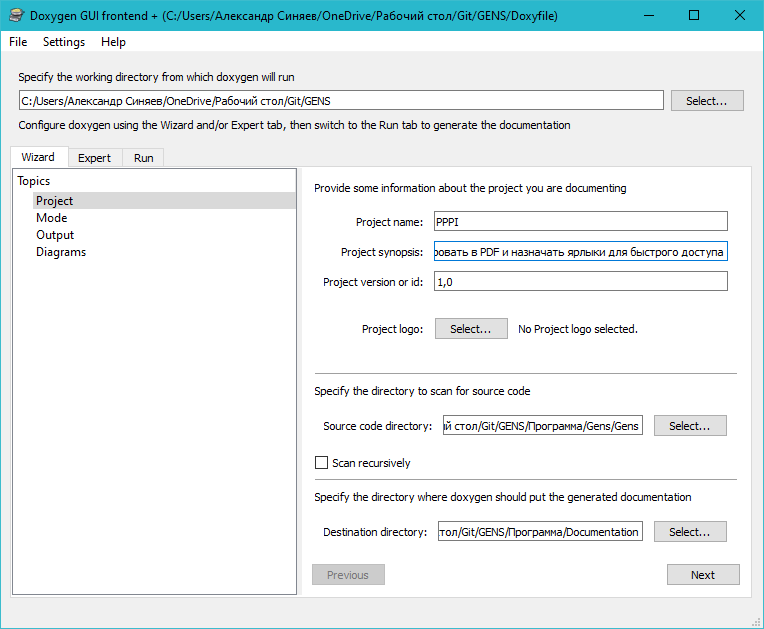 Doxygen GUI frontend + (C:/Users/Александр Синяев/OneDrive/Рабочий стол/Git/GENS/Doxyfile)
File Settings Help
Specify the working directory from which doxygen will run
C:/Users/Александр Синяев/OneDrive/Рабочий стол/Git/GENS
Select...
Configure doxygen using the Wizard and/or Expert tab, then switch to the Run tab to generate the documentation
Wizard Expert Run
Topics
Project
Mode
Output
Diagrams
Provide some information about the project you are documenting
Project name: PPPI
Project synopsis: ровать в PDF и назначать ярлыки для быстрого доступа
Project version or id: 1,0
Project logo: Select... No Project logo selected.
Specify the directory to scan for source code
Source code directory: ий стол/Git/GENS/Программа/Gens/Gens Select...
Scan recursively
Specify the directory where doxygen should put the generated documentation
Destination directory: тол/Git/GENS/Программа/Documentation Select...
Previous Next